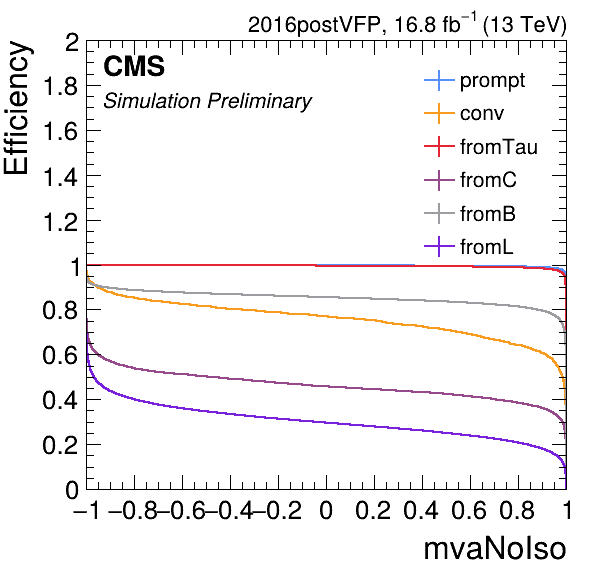 2016postVFP, 16.8 fb⁻¹ (13 TeV)
CMS
Simulation Preliminary
prompt
conv
fromTau
fromC
fromB
fromL
Efficiency
2
1.8
1.6
1.4
1.2
1
0.8
0.6
0.4
0.2
0
−1 −0.8 −0.6 −0.4 −0.2 0 0.2 0.4 0.6 0.8 1
mvaNoIso